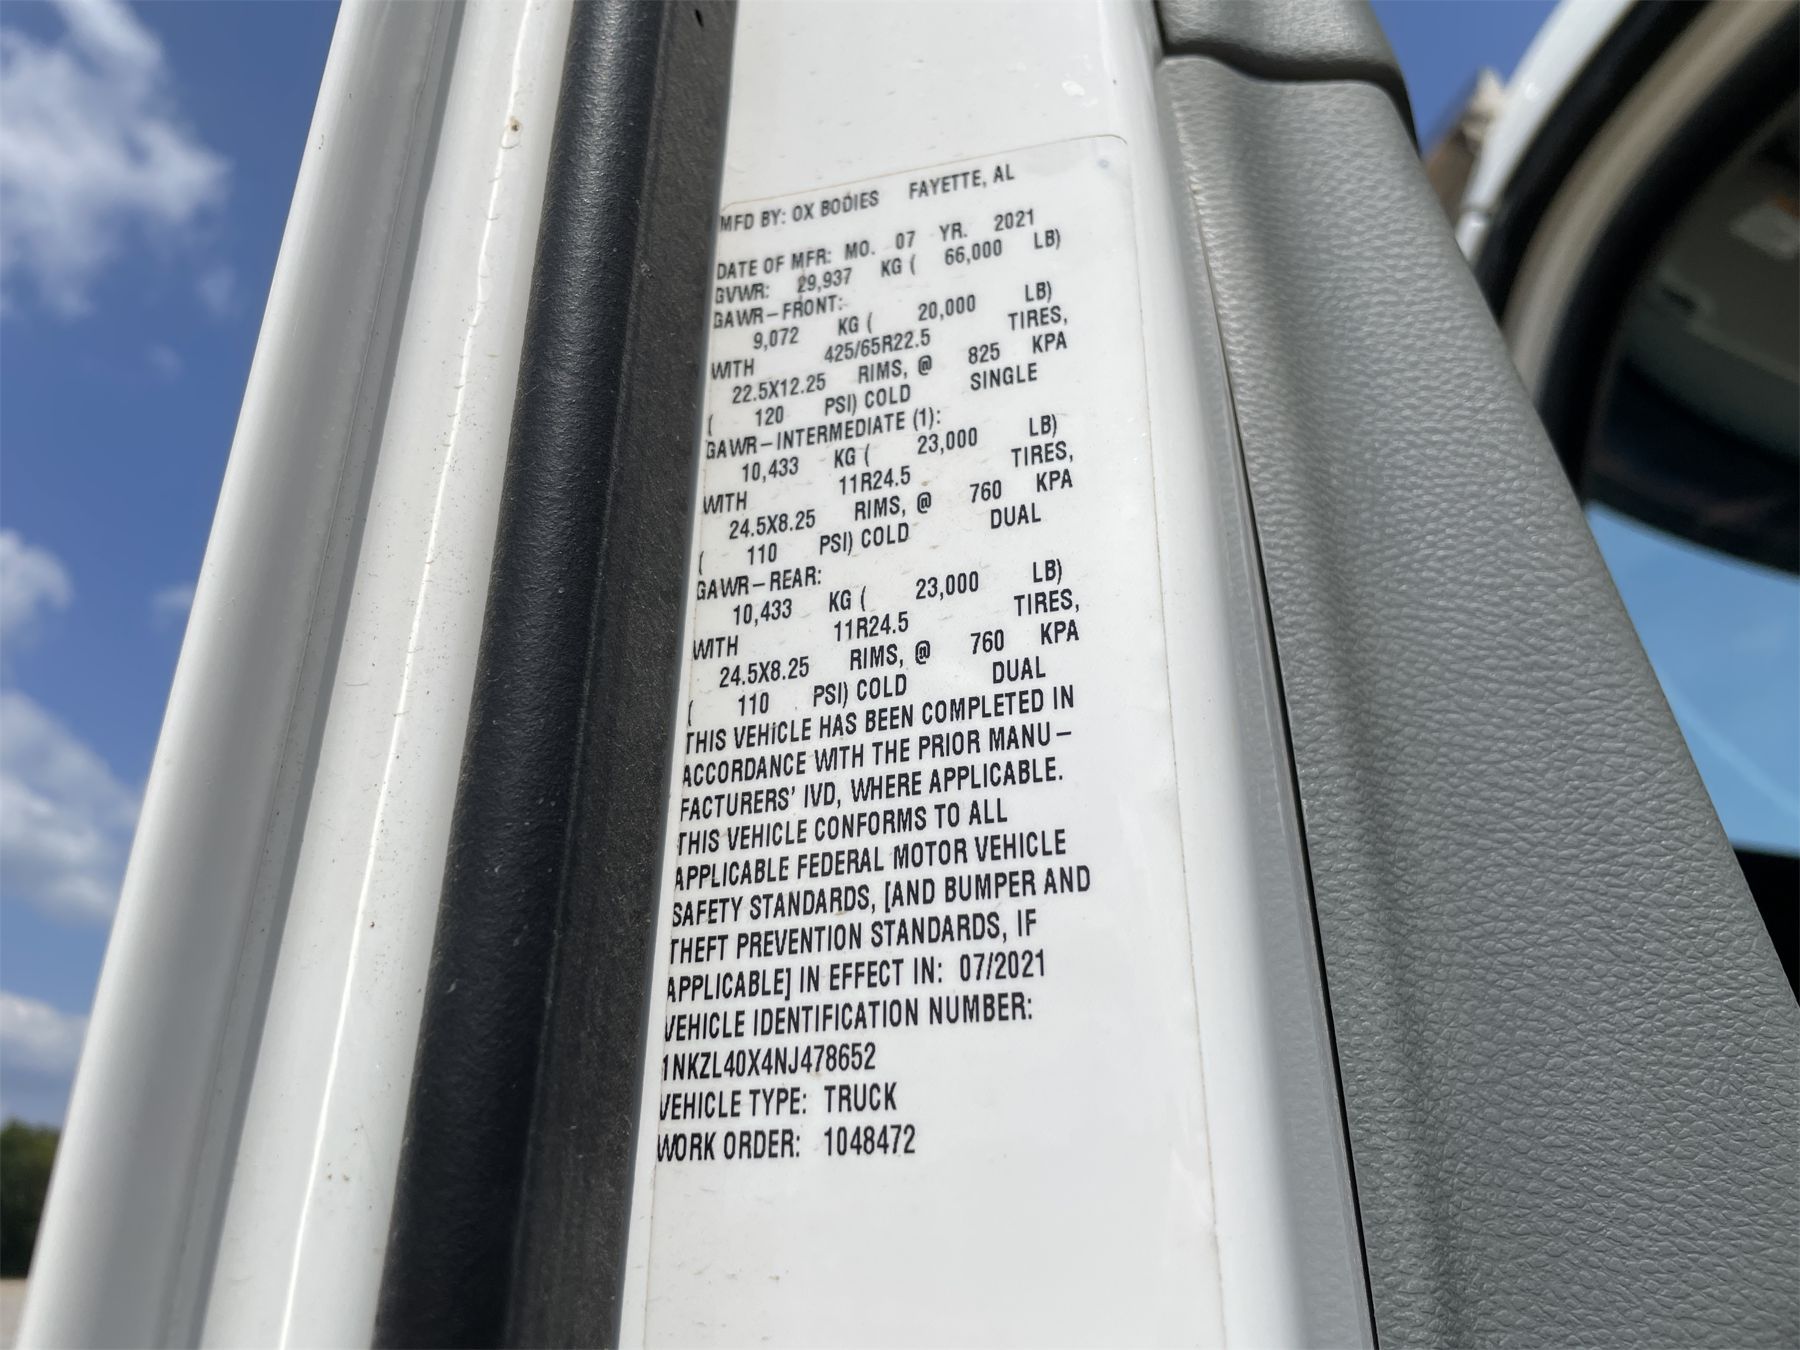 MFD BY: OX BODIES FAYETTE, AL
DATE OF MFR: MO. 07 YR. 2021
GVWR: 29,937 KG ( 66,000 LB)
GAWR-FRONT:
9,072 KG ( 20,000 LB)
WITH 425/65R22.5 TIRES,
22.5X12.25 RIMS, @ 825 KPA
( 120 PSI) COLD SINGLE
GAWR-INTERMEDIATE (1):
10,433 KG ( 23,000 LB)
WITH 11R24.5 TIRES,
24.5X8.25 RIMS, @ 760 KPA
( 110 PSI) COLD DUAL
GAWR-REAR:
10,433 KG ( 23,000 LB)
WITH 11R24.5 TIRES,
24.5X8.25 RIMS, @ 760 KPA
( 110 PSI) COLD DUAL
THIS VEHICLE HAS BEEN COMPLETED IN
ACCORDANCE WITH THE PRIOR MANU-
FACTURERS' IVD, WHERE APPLICABLE.
THIS VEHICLE CONFORMS TO ALL
APPLICABLE FEDERAL MOTOR VEHICLE
SAFETY STANDARDS, [AND BUMPER AND
THEFT PREVENTION STANDARDS, IF
APPLICABLE] IN EFFECT IN: 07/2021
VEHICLE IDENTIFICATION NUMBER:
1NKZL40X4NJ478652
VEHICLE TYPE: TRUCK
WORK ORDER: 1048472